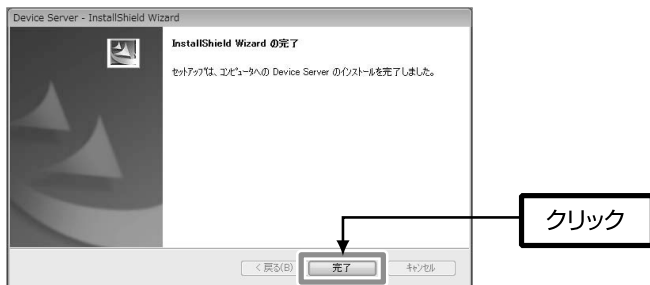 Device Server - InstallShield Wizard
InstallShield Wizard の完了
ｾｯﾄｱｯﾌﾟは、ｺﾝﾋﾟｭｰﾀへの Device Server のｲﾝｽﾄｰﾙを完了しました。
クリック
< 戻る(B)
完了
ｷｬﾝｾﾙ